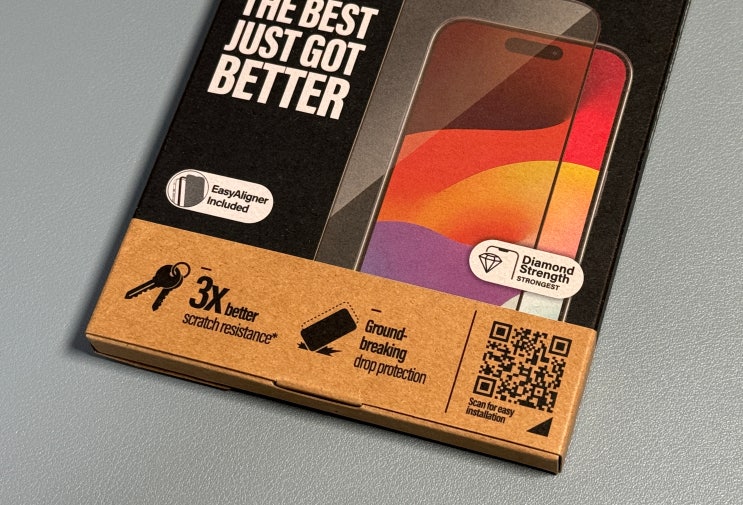 THE BEST
JUST GOT
BETTER
EasyAligner
Included
Diamond
Strength
STRONGEST
3x better
scratch resistance*
Ground-
breaking
drop protection
Scan for easy
installation